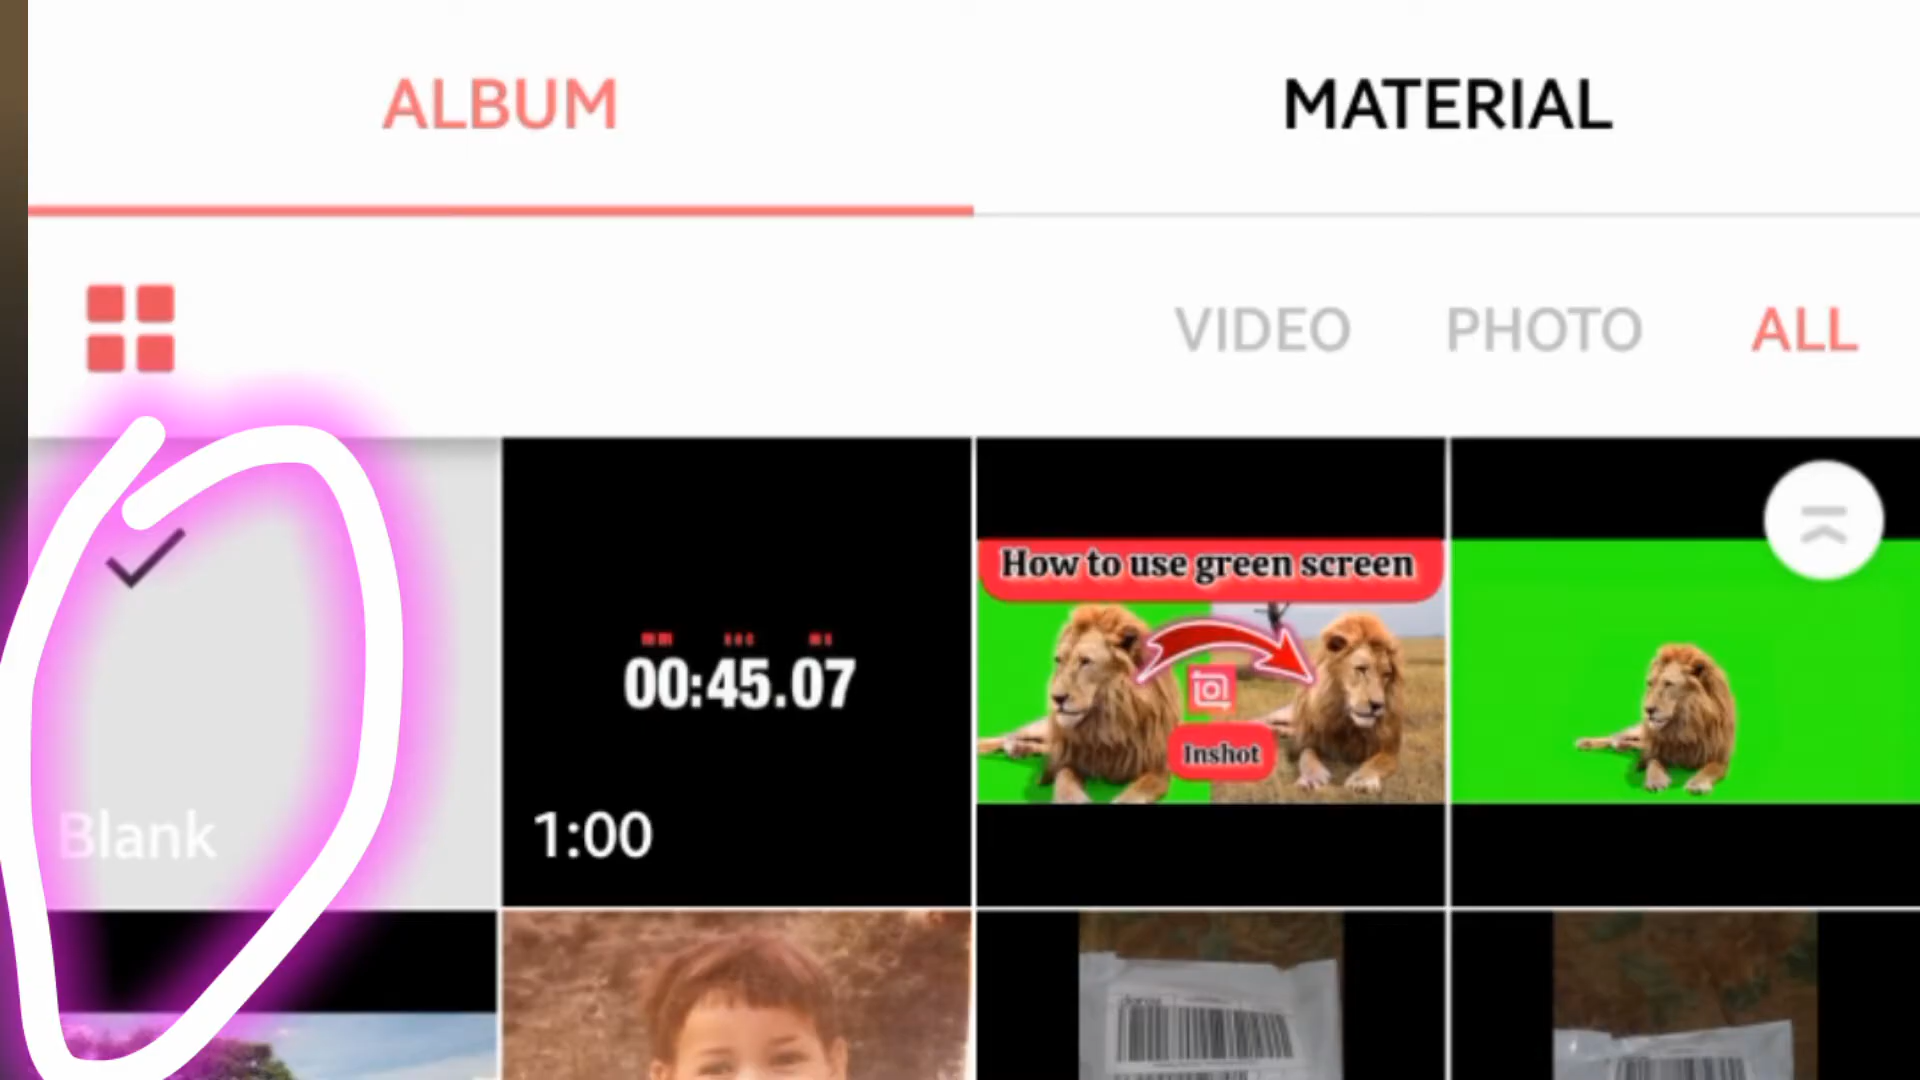 ALBUM MATERIAL
VIDEO PHOTO ALL
How to use green screen
00:45.07
Inshot
Blank
1:00